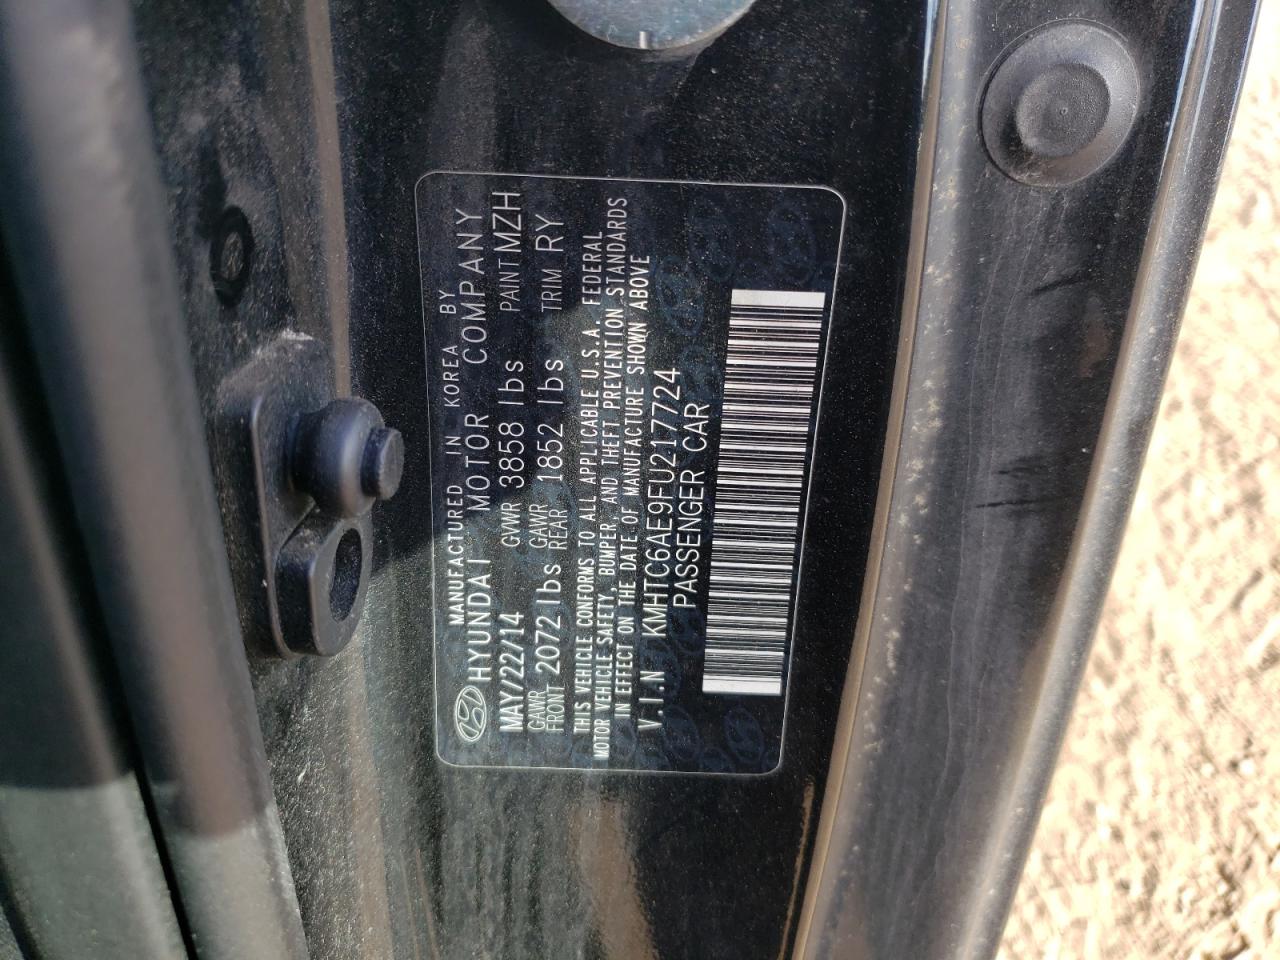 MANUFACTURED IN KOREA BY
HYUNDAI MOTOR COMPANY
MAY/22/14 GVWR 3858 lbs PAINT MZH
GAWR FRONT 2072 lbs GAWR REAR 1852 lbs TRIM RY
THIS VEHICLE CONFORMS TO ALL APPLICABLE U.S.A. FEDERAL
MOTOR VEHICLE SAFETY, BUMPER, AND THEFT PREVENTION STANDARDS
IN EFFECT ON THE DATE OF MANUFACTURE SHOWN ABOVE
V.I.N KMHTC6AE9FU217724
PASSENGER CAR